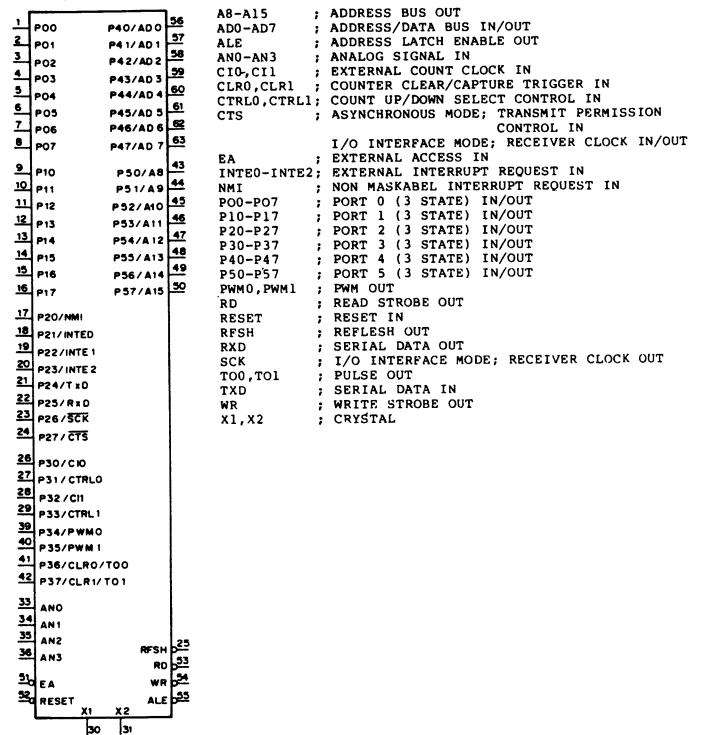 1 P00 P40/AD0 56
2 P01 P41/AD1 57
3 P02 P42/AD2 58
4 P03 P43/AD3 59
5 P04 P44/AD4 60
6 P05 P45/AD5 61
7 P06 P46/AD6 62
8 P07 P47/AD7 63
9 P10 P50/A8 43
10 P11 P51/A9 44
11 P12 P52/A10 45
12 P13 P53/A11 46
13 P14 P54/A12 47
14 P15 P55/A13 48
15 P16 P56/A14 49
16 P17 P57/A15 50
17 P20/NMI
18 P21/INTE0
19 P22/INTE1
20 P23/INTE2
21 P24/TxD
22 P25/RxD
23 P26/SCK
24 P27/CTS
26 P30/CI0
27 P31/CTRL0
28 P32/CI1
29 P33/CTRL1
39 P34/PWM0
40 P35/PWM1
41 P36/CLR0/TO0
42 P37/CLR1/TO1
33 AN0
34 AN1
35 AN2
36 AN3
RFSH 25
RD 53
51 EA WR 54
52 RESET ALE 55
X1 X2
30 31
A8-A15 ; ADDRESS BUS OUT
AD0-AD7 ; ADDRESS/DATA BUS IN/OUT
ALE ; ADDRESS LATCH ENABLE OUT
AN0-AN3 ; ANALOG SIGNAL IN
CI0,CI1 ; EXTERNAL COUNT CLOCK IN
CLR0,CLR1 ; COUNTER CLEAR/CAPTURE TRIGGER IN
CTRL0,CTRL1; COUNT UP/DOWN SELECT CONTROL IN
CTS ; ASYNCHRONOUS MODE; TRANSMIT PERMISSION
CONTROL IN
I/O INTERFACE MODE; RECEIVER CLOCK IN/OUT
EA ; EXTERNAL ACCESS IN
INTE0-INTE2; EXTERNAL INTERRUPT REQUEST IN
NMI ; NON MASKABEL INTERRUPT REQUEST IN
P00-P07 ; PORT 0 (3 STATE) IN/OUT
P10-P17 ; PORT 1 (3 STATE) IN/OUT
P20-P27 ; PORT 2 (3 STATE) IN/OUT
P30-P37 ; PORT 3 (3 STATE) IN/OUT
P40-P47 ; PORT 4 (3 STATE) IN/OUT
P50-P57 ; PORT 5 (3 STATE) IN/OUT
PWM0,PWM1 ; PWM OUT
RD ; READ STROBE OUT
RESET ; RESET IN
RFSH ; REFLESH OUT
RXD ; SERIAL DATA OUT
SCK ; I/O INTERFACE MODE; RECEIVER CLOCK OUT
TO0,TO1 ; PULSE OUT
TXD ; SERIAL DATA IN
WR ; WRITE STROBE OUT
X1,X2 ; CRYSTAL